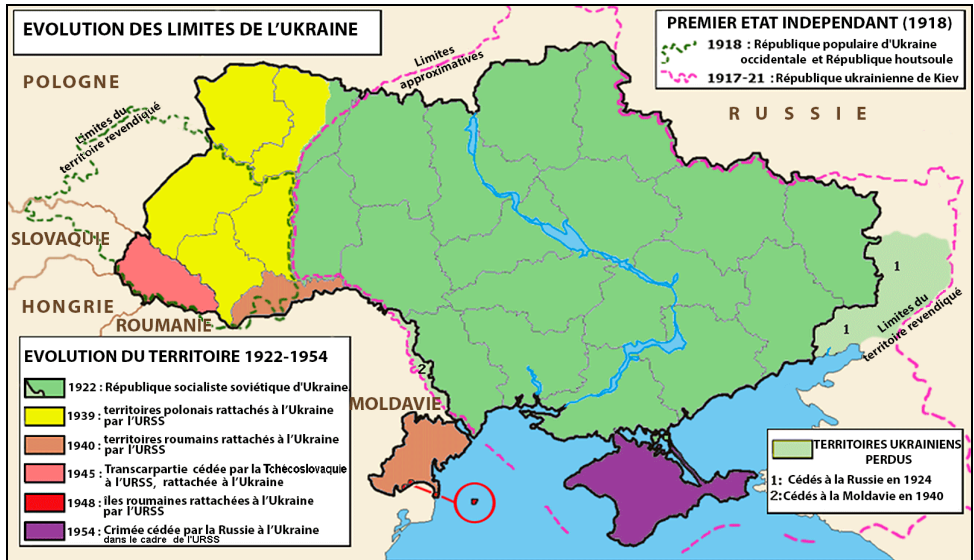 EVOLUTION DES LIMITES DE L'UKRAINE
PREMIER ETAT INDEPENDANT (1918)
1918 : République populaire d'Ukraine
occidentale et République houtsoule
1917-21 : République ukrainienne de Kiev
Limites
approximatives
POLOGNE
RUSSIE
Limites du
territoire revendiqué
SLOVAQUIE
HONGRIE
ROUMANIE
MOLDAVIE
1
1
2
Limites du
territoire revendiqué
EVOLUTION DU TERRITOIRE 1922-1954
1922 : République socialiste soviétique d'Ukraine
1939 : territoires polonais rattachés à l'Ukraine
par l'URSS
1940 : territoires roumains rattachés à l'Ukraine
par l'URSS
1945 : Transcarpartie cédée par la Tchécoslovaquie
à l'URSS, rattachée à l'Ukraine
1948 : îles roumaines rattachées à l'Ukraine
par l'URSS
1954 : Crimée cédée par la Russie à l'Ukraine
dans le cadre de l'URSS
TERRITOIRES UKRAINIENS
PERDUS
1: Cédés à la Russie en 1924
2: Cédés à la Moldavie en 1940